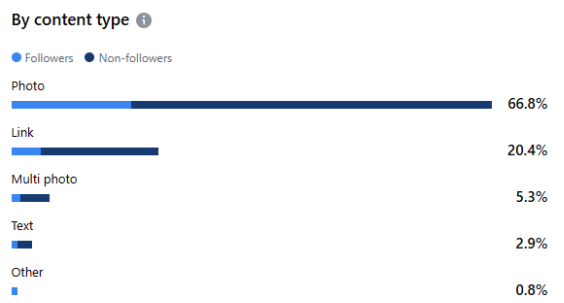 By content type
Followers Non-followers
Photo
66.8%
Link
20.4%
Multi photo
5.3%
Text
2.9%
Other
0.8%